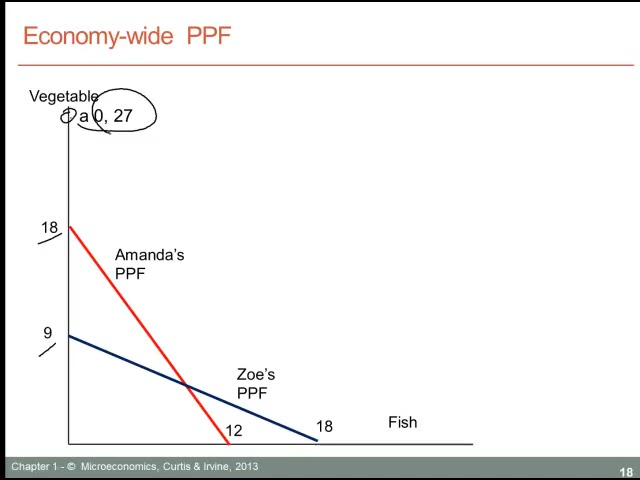 Economy-wide PPF
Vegetable
a 0, 27
18
Amanda's
PPF
9
Zoe's
PPF
12
18
Fish
Chapter 1 - © Microeconomics, Curtis & Irvine, 2013
18